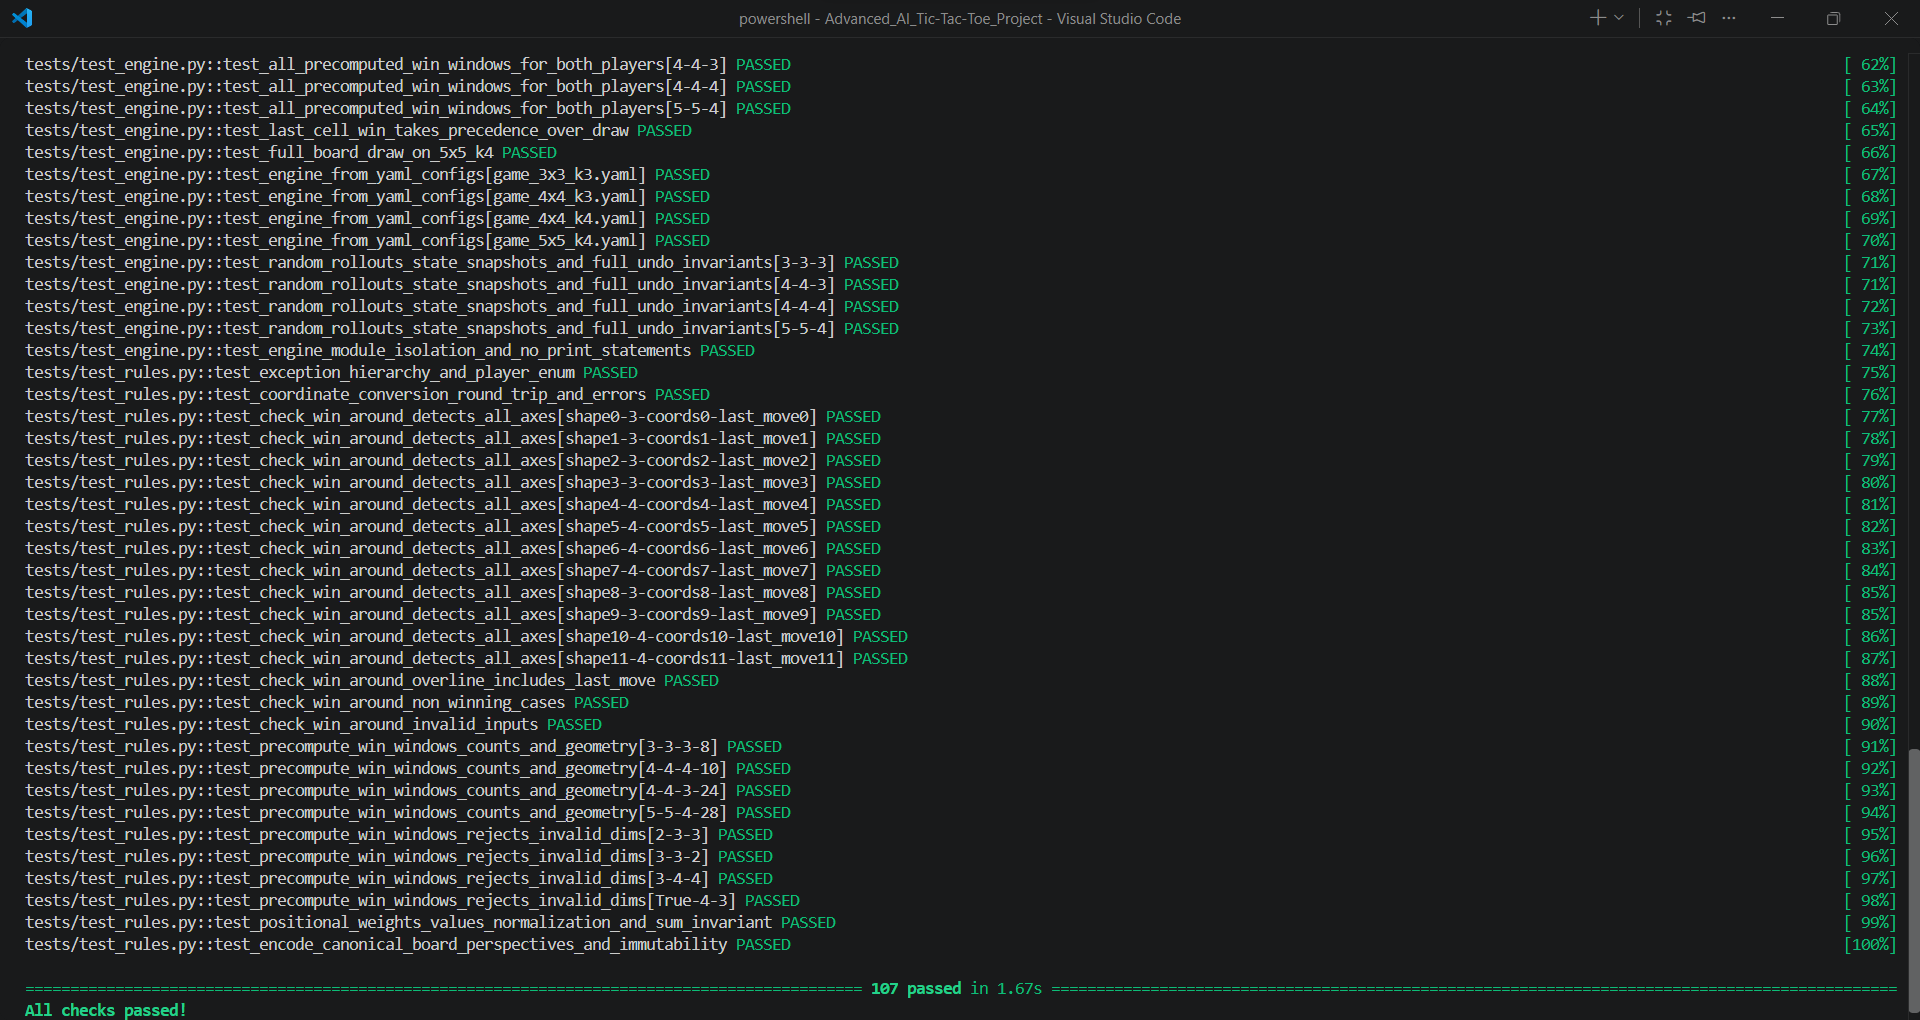 powershell - Advanced_AI_Tic-Tac-Toe_Project - Visual Studio Code
tests/test_engine.py::test_all_precomputed_win_windows_for_both_players[4-4-3] PASSED [ 62%]
tests/test_engine.py::test_all_precomputed_win_windows_for_both_players[4-4-4] PASSED [ 63%]
tests/test_engine.py::test_all_precomputed_win_windows_for_both_players[5-5-4] PASSED [ 64%]
tests/test_engine.py::test_last_cell_win_takes_precedence_over_draw PASSED [ 65%]
tests/test_engine.py::test_full_board_draw_on_5x5_k4 PASSED [ 66%]
tests/test_engine.py::test_engine_from_yaml_configs[game_3x3_k3.yaml] PASSED [ 67%]
tests/test_engine.py::test_engine_from_yaml_configs[game_4x4_k3.yaml] PASSED [ 68%]
tests/test_engine.py::test_engine_from_yaml_configs[game_4x4_k4.yaml] PASSED [ 69%]
tests/test_engine.py::test_engine_from_yaml_configs[game_5x5_k4.yaml] PASSED [ 70%]
tests/test_engine.py::test_random_rollouts_state_snapshots_and_full_undo_invariants[3-3-3] PASSED [ 71%]
tests/test_engine.py::test_random_rollouts_state_snapshots_and_full_undo_invariants[4-4-3] PASSED [ 71%]
tests/test_engine.py::test_random_rollouts_state_snapshots_and_full_undo_invariants[4-4-4] PASSED [ 72%]
tests/test_engine.py::test_random_rollouts_state_snapshots_and_full_undo_invariants[5-5-4] PASSED [ 73%]
tests/test_engine.py::test_engine_module_isolation_and_no_print_statements PASSED [ 74%]
tests/test_rules.py::test_exception_hierarchy_and_player_enum PASSED [ 75%]
tests/test_rules.py::test_coordinate_conversion_round_trip_and_errors PASSED [ 76%]
tests/test_rules.py::test_check_win_around_detects_all_axes[shape0-3-coords0-last_move0] PASSED [ 77%]
tests/test_rules.py::test_check_win_around_detects_all_axes[shape1-3-coords1-last_move1] PASSED [ 78%]
tests/test_rules.py::test_check_win_around_detects_all_axes[shape2-3-coords2-last_move2] PASSED [ 79%]
tests/test_rules.py::test_check_win_around_detects_all_axes[shape3-3-coords3-last_move3] PASSED [ 80%]
tests/test_rules.py::test_check_win_around_detects_all_axes[shape4-4-coords4-last_move4] PASSED [ 81%]
tests/test_rules.py::test_check_win_around_detects_all_axes[shape5-4-coords5-last_move5] PASSED [ 82%]
tests/test_rules.py::test_check_win_around_detects_all_axes[shape6-4-coords6-last_move6] PASSED [ 83%]
tests/test_rules.py::test_check_win_around_detects_all_axes[shape7-4-coords7-last_move7] PASSED [ 84%]
tests/test_rules.py::test_check_win_around_detects_all_axes[shape8-3-coords8-last_move8] PASSED [ 85%]
tests/test_rules.py::test_check_win_around_detects_all_axes[shape9-3-coords9-last_move9] PASSED [ 85%]
tests/test_rules.py::test_check_win_around_detects_all_axes[shape10-4-coords10-last_move10] PASSED [ 86%]
tests/test_rules.py::test_check_win_around_detects_all_axes[shape11-4-coords11-last_move11] PASSED [ 87%]
tests/test_rules.py::test_check_win_around_overline_includes_last_move PASSED [ 88%]
tests/test_rules.py::test_check_win_around_non_winning_cases PASSED [ 89%]
tests/test_rules.py::test_check_win_around_invalid_inputs PASSED [ 90%]
tests/test_rules.py::test_precompute_win_windows_counts_and_geometry[3-3-3-8] PASSED [ 91%]
tests/test_rules.py::test_precompute_win_windows_counts_and_geometry[4-4-4-10] PASSED [ 92%]
tests/test_rules.py::test_precompute_win_windows_counts_and_geometry[4-4-3-24] PASSED [ 93%]
tests/test_rules.py::test_precompute_win_windows_counts_and_geometry[5-5-4-28] PASSED [ 94%]
tests/test_rules.py::test_precompute_win_windows_rejects_invalid_dims[2-3-3] PASSED [ 95%]
tests/test_rules.py::test_precompute_win_windows_rejects_invalid_dims[3-3-2] PASSED [ 96%]
tests/test_rules.py::test_precompute_win_windows_rejects_invalid_dims[3-4-4] PASSED [ 97%]
tests/test_rules.py::test_precompute_win_windows_rejects_invalid_dims[True-4-3] PASSED [ 98%]
tests/test_rules.py::test_positional_weights_values_normalization_and_sum_invariant PASSED [ 99%]
tests/test_rules.py::test_encode_canonical_board_perspectives_and_immutability PASSED [100%]
============================================================================================= 107 passed in 1.67s ==============================================================================================
All checks passed!